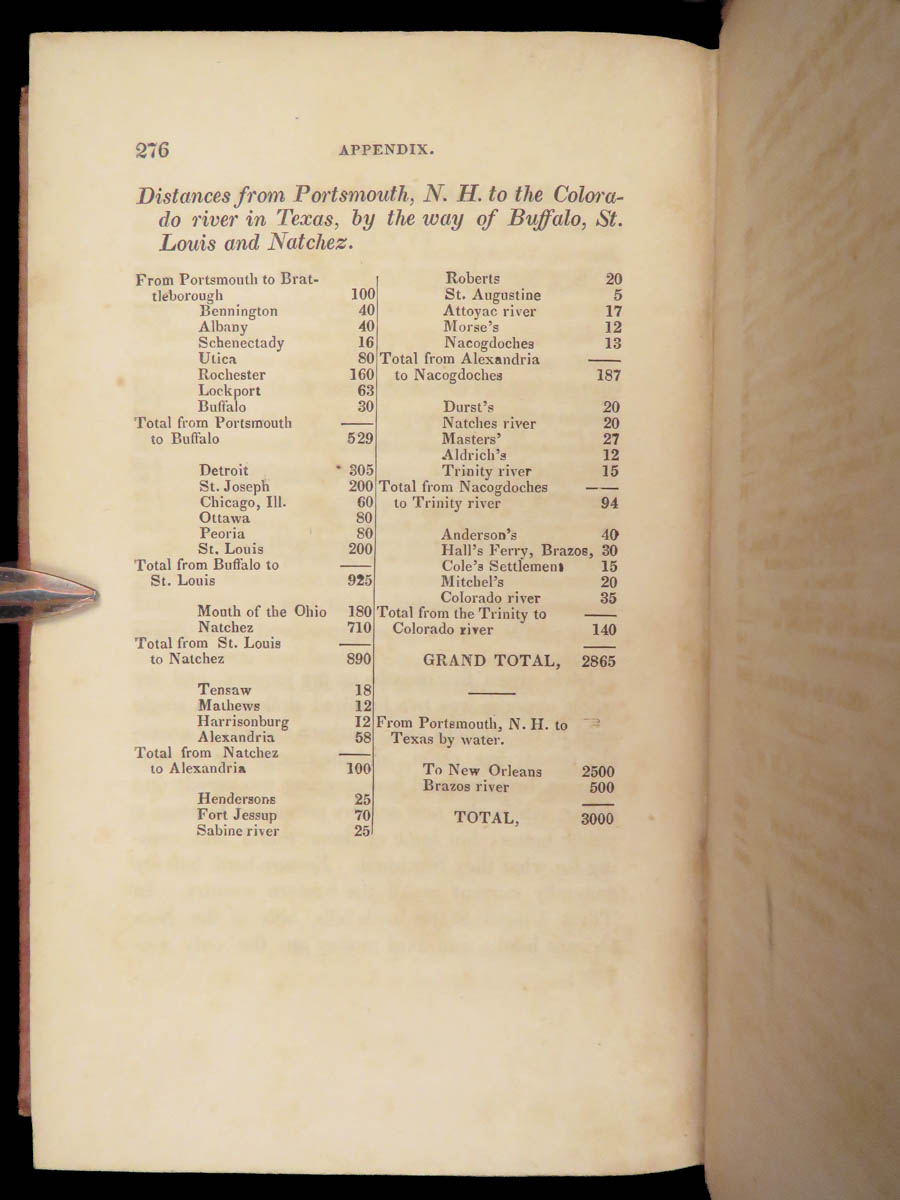 276 APPENDIX.
Distances from Portsmouth, N. H. to the Colora-
do river in Texas, by the way of Buffalo, St.
Louis and Natchez.
From Portsmouth to Brat-
tleborough 100
Bennington 40
Albany 40
Schenectady 16
Utica 80
Rochester 160
Lockport 63
Buffalo 30
Total from Portsmouth
to Buffalo 529
Detroit 305
St. Joseph 200
Chicago, Ill. 60
Ottawa 80
Peoria 80
St. Louis 200
Total from Buffalo to
St. Louis 925
Mouth of the Ohio 180
Natchez 710
Total from St. Louis
to Natchez 890
Tensaw 18
Mathews 12
Harrisonburg 12
Alexandria 58
Total from Natchez
to Alexandria 100
Hendersons 25
Fort Jessup 70
Sabine river 25
Roberts 20
St. Augustine 5
Attoyac river 17
Morse's 12
Nacogdoches 13
Total from Alexandria
to Nacogdoches 187
Durst's 20
Natches river 20
Masters' 27
Aldrich's 12
Trinity river 15
Total from Nacogdoches
to Trinity river 94
Anderson's 40
Hall's Ferry, Brazos, 30
Cole's Settlement 15
Mitchel's 20
Colorado river 35
Total from the Trinity to
Colorado river 140
GRAND TOTAL, 2865
From Portsmouth, N. H. to
Texas by water.
To New Orleans 2500
Brazos river 500
TOTAL, 3000